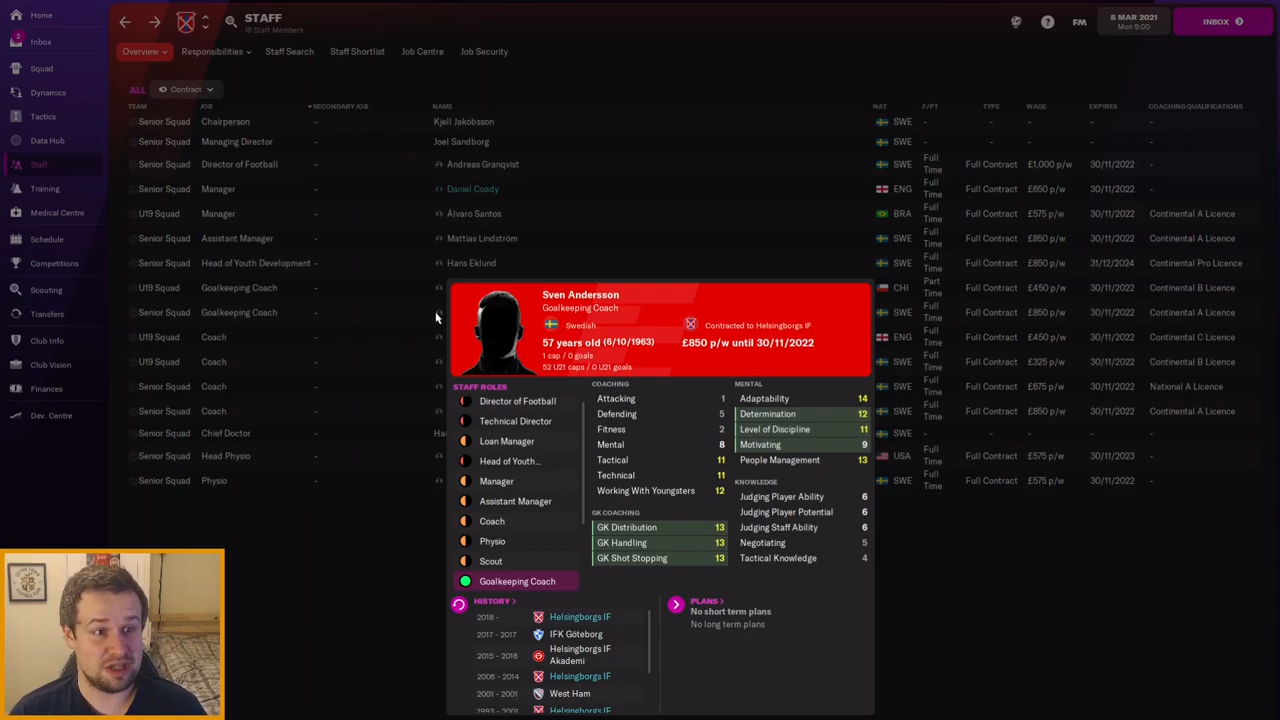 Home
2
Inbox
Squad
Dynamics
Tactics
Data Hub
Staff
Training
Medical Centre
Schedule
Competitions
Scouting
Transfers
Club Info
Club Vision
Finances
Dev. Centre
STAFF
18 Staff Members
? FM 8 MAR 2021
Mon 9:00
INBOX
Overview Responsibilities Staff Search Staff Shortlist Job Centre Job Security
ALL Contract
TEAM JOB SECONDARY JOB NAME NAT F/PT TYPE WAGE EXPIRES COACHING QUALIFICATIONS
Senior Squad Chairperson - Kjell Jakobsson SWE - - - - -
Senior Squad Managing Director - Joel Sandborg SWE - - - - -
Senior Squad Director of Football - Andreas Granqvist SWE Full Time Full Contract £1,000 p/w 30/11/2022 -
Senior Squad Manager - Daniel Coady ENG Full Time Full Contract £650 p/w 30/11/2022 -
U19 Squad Manager - Álvaro Santos BRA Full Time Full Contract £575 p/w 30/11/2022 Continental A Licence
Senior Squad Assistant Manager - Mattias Lindström SWE Full Time Full Contract £850 p/w 30/11/2022 Continental A Licence
Senior Squad Head of Youth Development - Hans Eklund SWE Full Time Full Contract £850 p/w 31/12/2024 Continental Pro Licence
U19 Squad Goalkeeping Coach - CHI Part Time Full Contract £450 p/w 30/11/2022 Continental B Licence
Senior Squad Goalkeeping Coach - SWE Full Time Full Contract £850 p/w 30/11/2022 Continental B Licence
U19 Squad Coach - ENG Full Time Full Contract £450 p/w 30/11/2022 Continental C Licence
U19 Squad Coach - SWE Full Time Full Contract £325 p/w 30/11/2022 Continental B Licence
Senior Squad Coach - SWE Full Time Full Contract £675 p/w 30/11/2022 National A Licence
Senior Squad Coach - SWE Full Time Full Contract £850 p/w 30/11/2022 Continental A Licence
Senior Squad Chief Doctor - Har SWE - - - - -
Senior Squad Head Physio - USA Full Time Full Contract £575 p/w 30/11/2023 -
Senior Squad Physio - SWE Full Time Full Contract £575 p/w 30/11/2022 -
Sven Andersson
Goalkeeping Coach
Swedish
Contracted to Helsingborgs IF
57 years old (6/10/1963)
£850 p/w until 30/11/2022
1 cap / 0 goals
52 U21 caps / 0 U21 goals
STAFF ROLES
Director of Football
Technical Director
Loan Manager
Head of Youth...
Manager
Assistant Manager
Coach
Physio
Scout
Goalkeeping Coach
COACHING
Attacking 1
Defending 5
Fitness 2
Mental 8
Tactical 11
Technical 11
Working With Youngsters 12
GK COACHING
GK Distribution 13
GK Handling 13
GK Shot Stopping 13
MENTAL
Adaptability 14
Determination 12
Level of Discipline 11
Motivating 9
People Management 13
KNOWLEDGE
Judging Player Ability 6
Judging Player Potential 6
Judging Staff Ability 6
Negotiating 5
Tactical Knowledge 4
HISTORY >
2018 - Helsingborgs IF
2017 - 2017 IFK Göteborg
2015 - 2016 Helsingborgs IF Akademi
2006 - 2014 Helsingborgs IF
2001 - 2001 West Ham
1993 - 2001 Helsingborgs IF
PLANS >
No short term plans
No long term plans